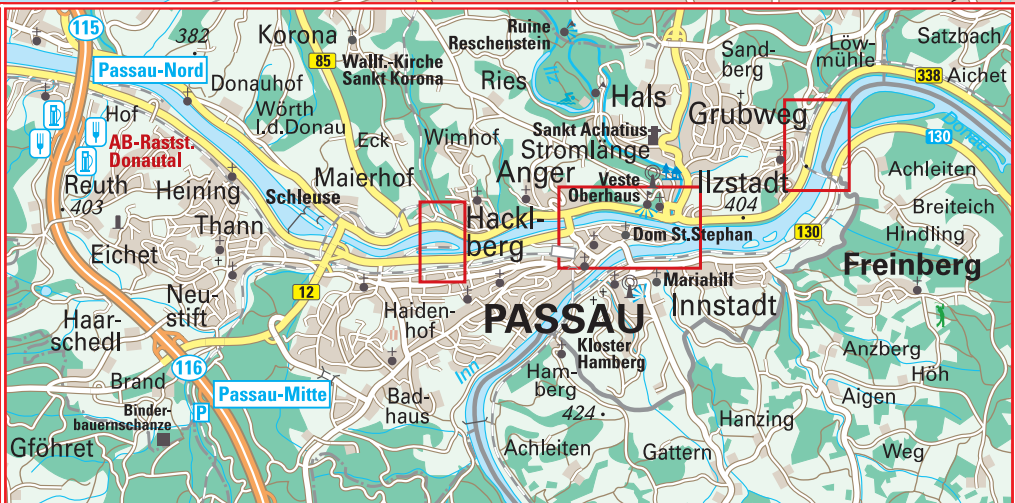 115
382
Korona
Ruine
Reschenstein
Sand-
berg
Löw-
mühle
Satzbach
Passau-Nord
85
Wallf.-Kirche
Sankt Korona
Ries
338
Aichet
Donauhof
Hals
Hof
Wörth
I.d.Donau
Grubweg
AB-Rastst.
Donautal
Eck
Wimhof
Sankt Achatius
Stromlänge
130
Donau
Reuth
403
Heining
Maierhof
Anger
Veste
Oberhaus
Ilzstadt
404
Achleiten
Schleuse
Breiteich
Thann
Hackl-
berg
Dom St.Stephan
130
Hindling
Eichet
Freinberg
Neu-
stift
12
Haiden-
hof
Mariahilf
Innstadt
Haar-
schedl
PASSAU
Kloster
Hamberg
Anzberg
116
Inn
Ham-
berg
Höh
Brand
Passau-Mitte
Bad-
haus
424
Aigen
Binder-
bauernschanze
P
Hanzing
Gföhret
Achleiten
Gattern
Weg